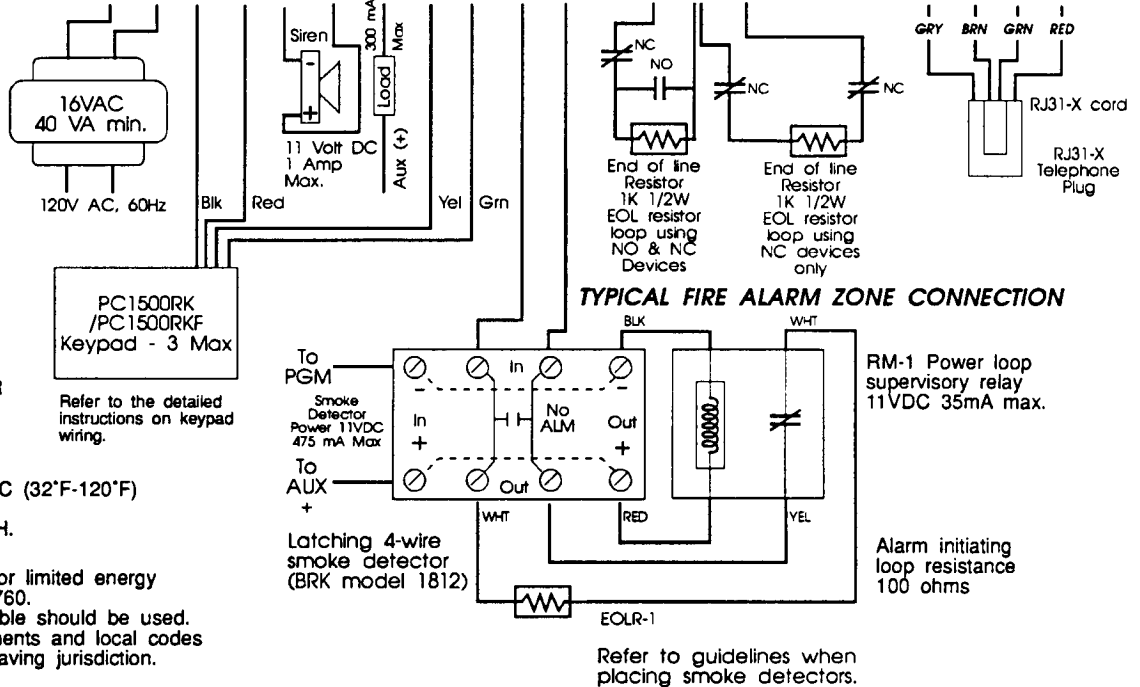 16VAC
40 VA min.
120V AC, 60Hz
Siren
-
+
11 Volt DC
1 Amp
Max.
300 mA
Max
Load
Aux (+)
Blk
Red
Yel
Grn
NC
NO
End of line
Resistor
1K 1/2W
EOL resistor
loop using
NO & NC
Devices
NC
NC
End of line
Resistor
1K 1/2W
EOL resistor
loop using
NC devices
only
GRY BRN GRN RED
RJ31-X cord
RJ31-X
Telephone
Plug
PC1500RK
/PC1500RKF
Keypad - 3 Max
Refer to the detailed
instructions on keypad
wiring.
R
C (32°F-120°F)
H.
or limited energy
760.
ble should be used.
ments and local codes
aving jurisdiction.
TYPICAL FIRE ALARM ZONE CONNECTION
BLK
WHT
To
PGM
-
Smoke
Detector
Power 11VDC
475 mA Max
To
AUX
+
In
-
-
In
+
No
ALM
Out
+
Out
WHT
RED
YEL
RM-1 Power loop
supervisory relay
11VDC 35mA max.
Latching 4-wire
smoke detector
(BRK model 1812)
Alarm initiating
loop resistance
100 ohms
EOLR-1
Refer to guidelines when
placing smoke detectors.